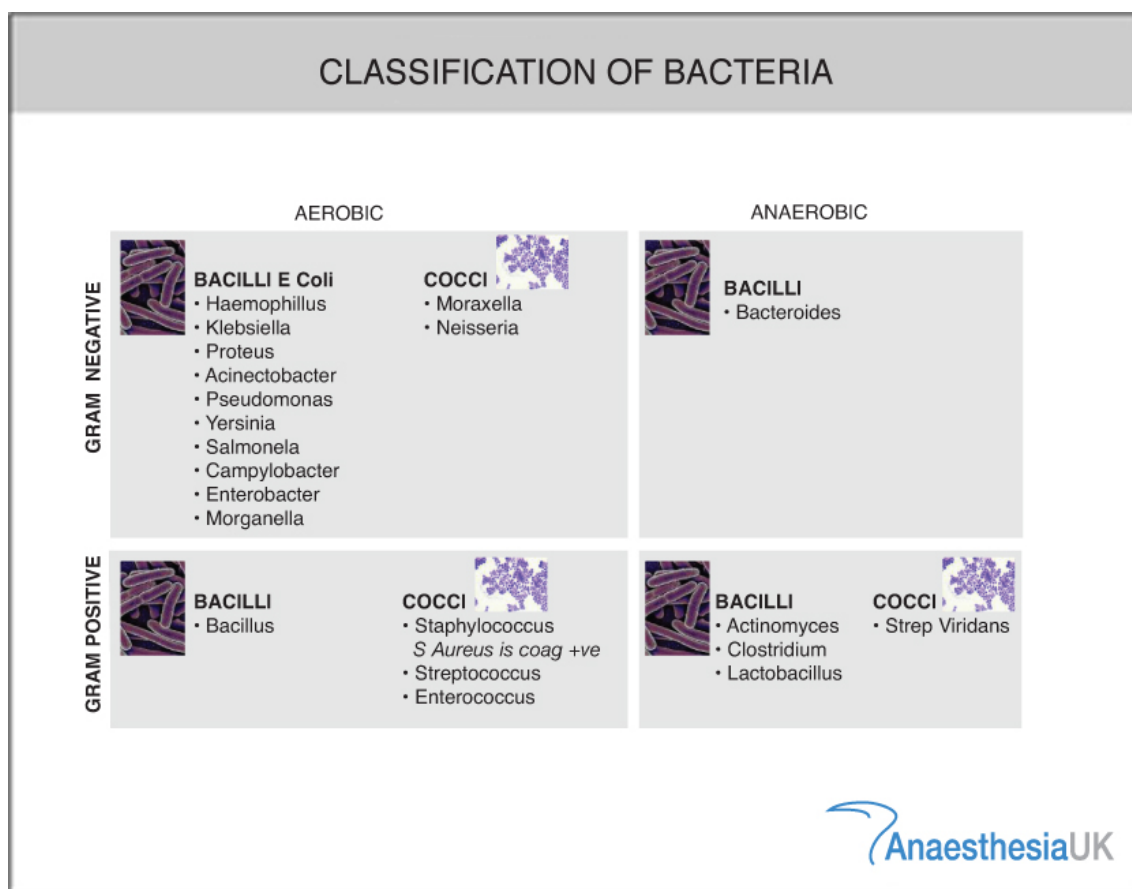 CLASSIFICATION OF BACTERIA
AEROBIC
ANAEROBIC
GRAM NEGATIVE
BACILLI E Coli
• Haemophillus
• Klebsiella
• Proteus
• Acinectobacter
• Pseudomonas
• Yersinia
• Salmonela
• Campylobacter
• Enterobacter
• Morganella
COCCI
• Moraxella
• Neisseria
BACILLI
• Bacteroides
GRAM POSITIVE
BACILLI
• Bacillus
COCCI
• Staphylococcus
S Aureus is coag +ve
• Streptococcus
• Enterococcus
BACILLI
• Actinomyces
• Clostridium
• Lactobacillus
COCCI
• Strep Viridans
AnaesthesiaUK